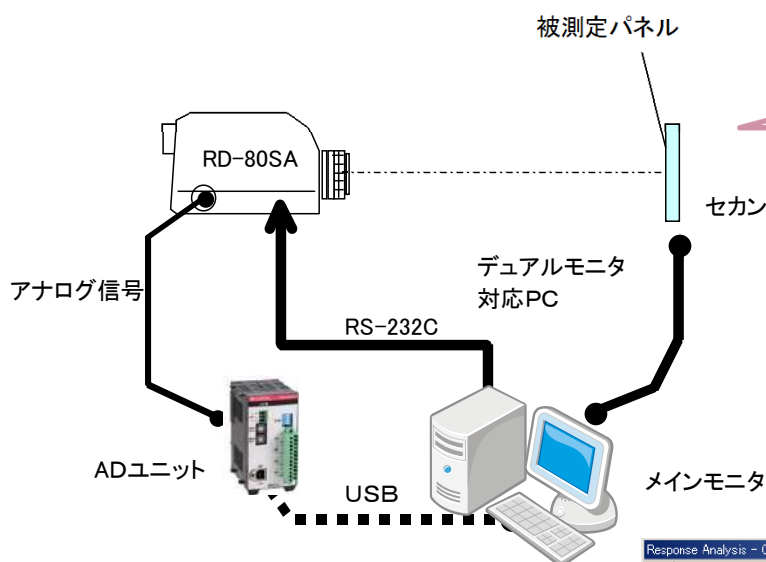 被測定パネル
RD-80SA
セカン
デュアルモニタ
対応PC
アナログ信号
RS-232C
ADユニット
USB
メインモニタ
Response Analysis - C